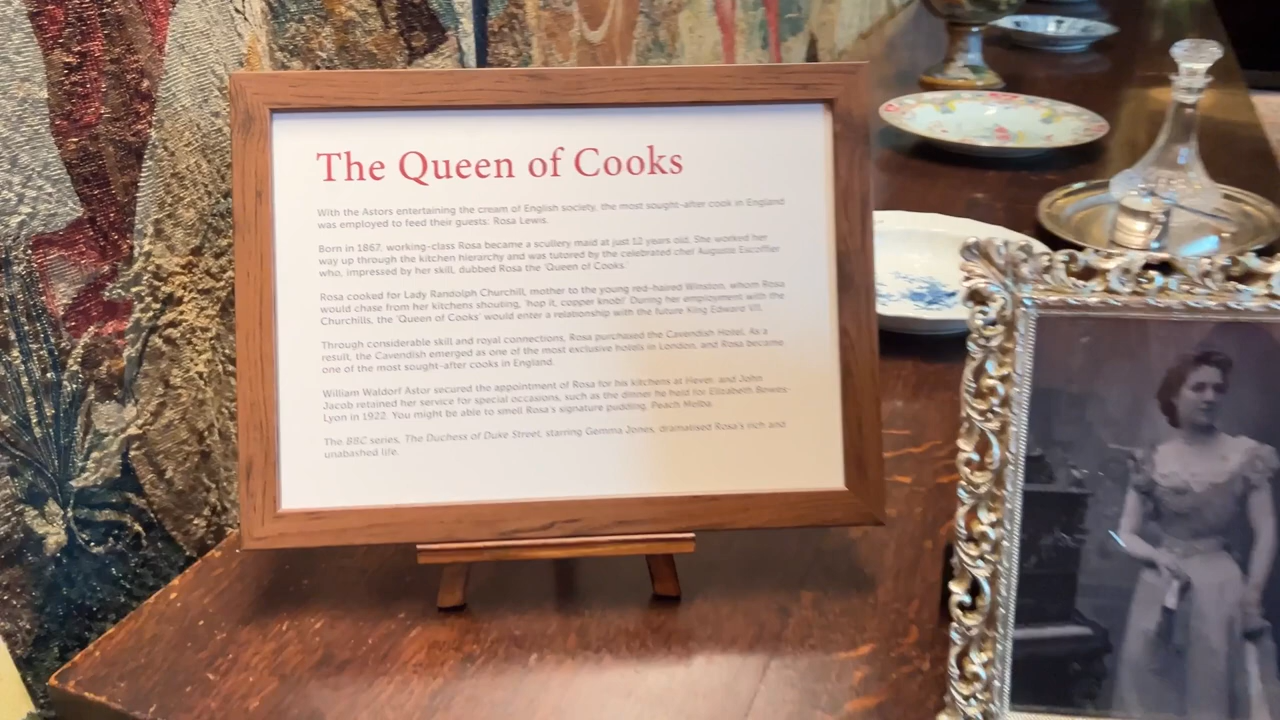 The Queen of Cooks
With the Astors entertaining the cream of English society, the most sought-after cook in England
was employed to feed their guests: Rosa Lewis.
Born in 1867, working-class Rosa became a scullery maid at just 12 years old. She worked her
way up through the kitchen hierarchy and was tutored by the celebrated chef Auguste Escoffier
who, impressed by her skill, dubbed Rosa the 'Queen of Cooks.'
Rosa cooked for Lady Randolph Churchill, mother to the young red-haired Winston, whom Rosa
would chase from her kitchens shouting, 'hop it, copper knob!' During her employment with the
Churchills, the 'Queen of Cooks' would enter a relationship with the future King Edward VII.
Through considerable skill and royal connections, Rosa purchased the Cavendish Hotel. As a
result, the Cavendish emerged as one of the most exclusive hotels in London, and Rosa became
one of the most sought-after cooks in England.
William Waldorf Astor secured the appointment of Rosa for his kitchens at Hever, and John
Jacob retained her service for special occasions, such as the dinner he held for Elizabeth Bowes-
Lyon in 1922. You might be able to smell Rosa's signature pudding, Peach Melba.
The BBC series, The Duchess of Duke Street, starring Gemma Jones, dramatised Rosa's rich and
unabashed life.